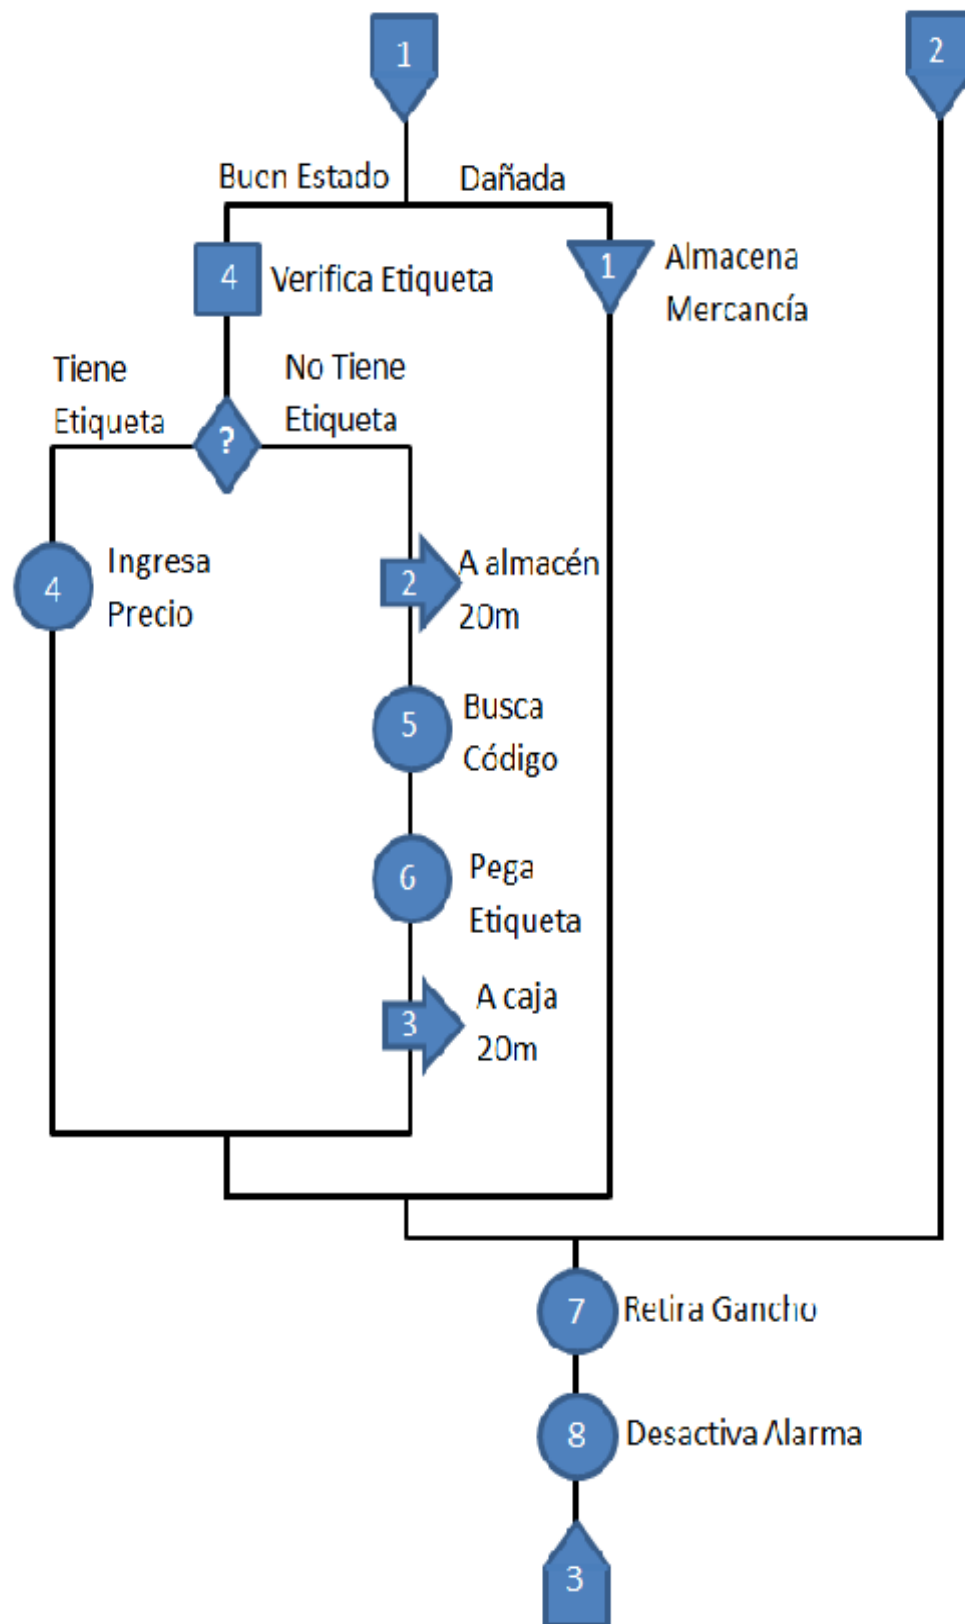 1
2
Buen Estado
Dañada
4
Verifica Etiqueta
1
Almacena
Mercancía
Tiene
Etiqueta
No Tiene
Etiqueta
?
4
Ingresa
Precio
2
A almacén
20m
5
Busca
Código
6
Pega
Etiqueta
3
A caja
20m
7
Retira Gancho
8
Desactiva Alarma
3